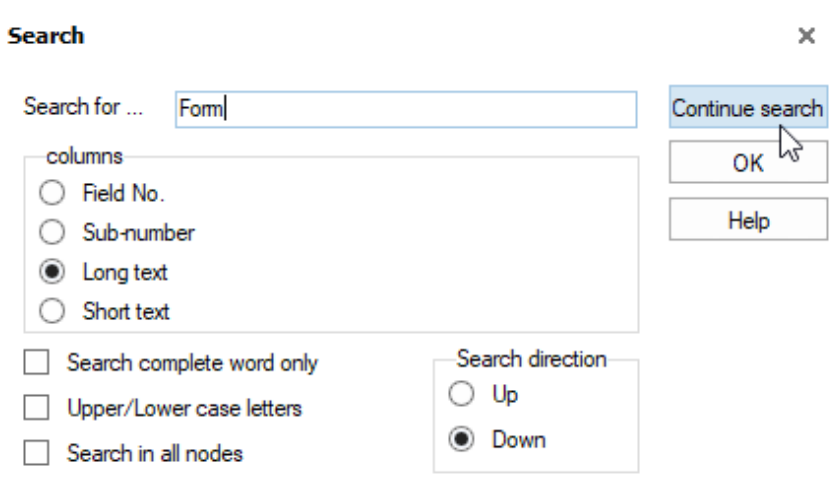 Search
Search for ... Form Continue search
columns OK
Field No.
Sub-number Help
Long text
Short text
Search complete word only Search direction
Upper/Lower case letters Up
Search in all nodes Down